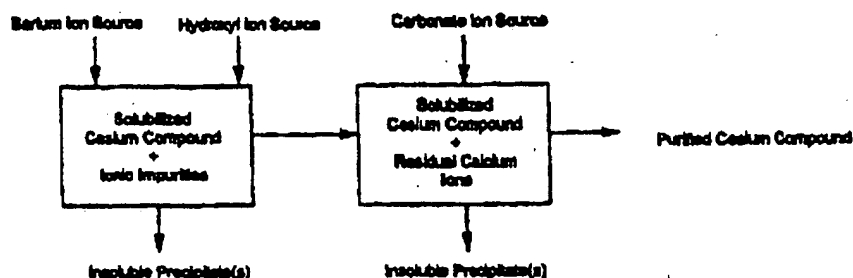 Barium Ion Source
Hydroxyl Ion Source
Carbonate Ion Source
Solubilized
Cesium Compound
+
Ionic Impurities
Solubilized
Cesium Compound
+
Residual Calcium
Ions
Purified Cesium Compound
Insoluble Precipitate(s)
Insoluble Precipitate(s)